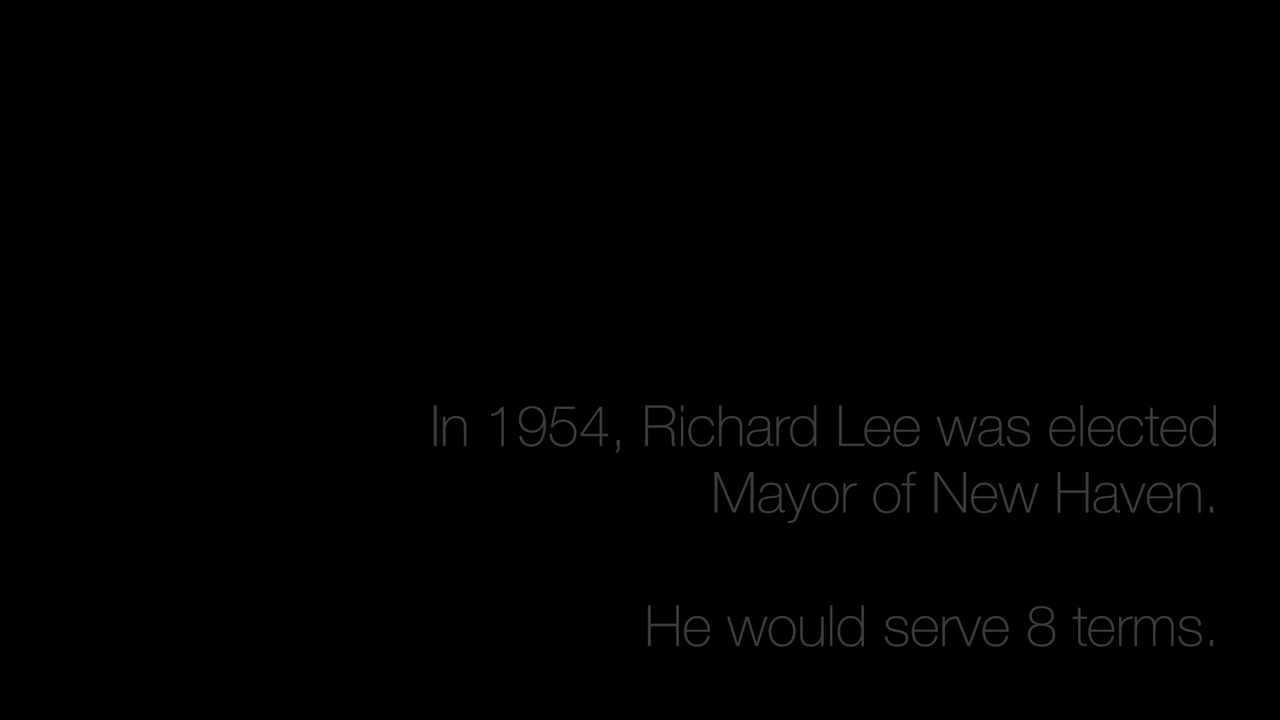 In 1954, Richard Lee was elected
Mayor of New Haven.
He would serve 8 terms.